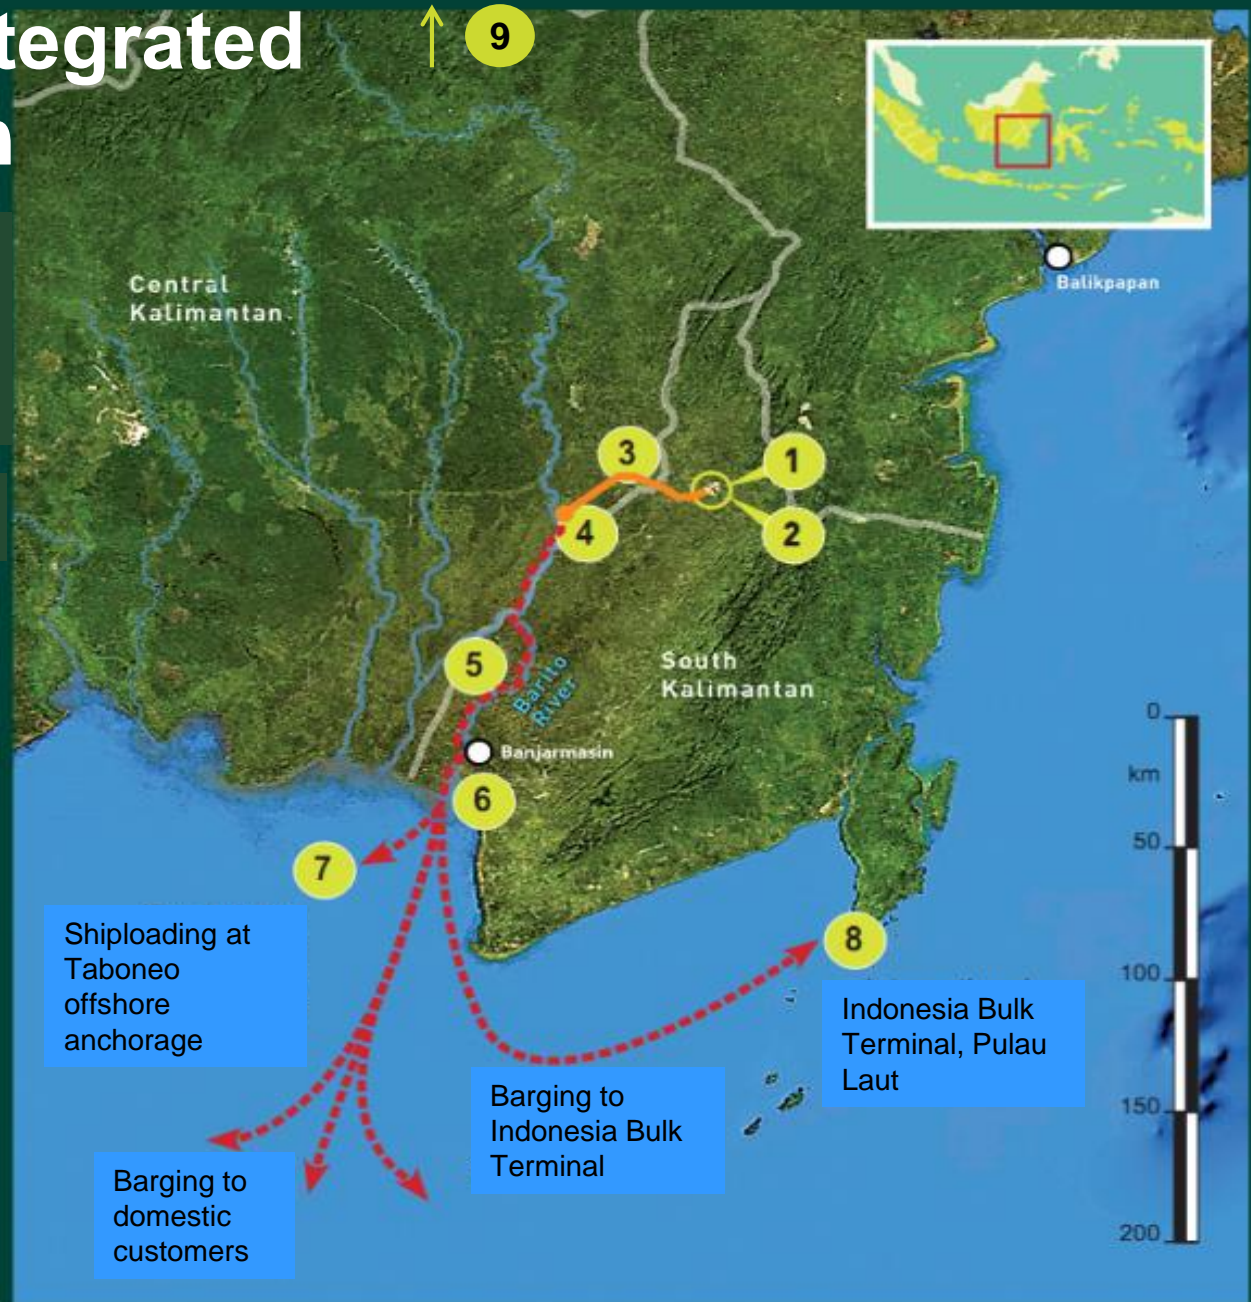 tegrated
n
9
Balikpapan
Central
Kalimantan
3
1
4
2
5
Barito
River
South
Kalimantan
Banjarmasin
6
7
8
0
km
50
100
150
200
Shiploading at
Taboneo
offshore
anchorage
Indonesia Bulk
Terminal, Pulau
Laut
Barging to
Indonesia Bulk
Terminal
Barging to
domestic
customers